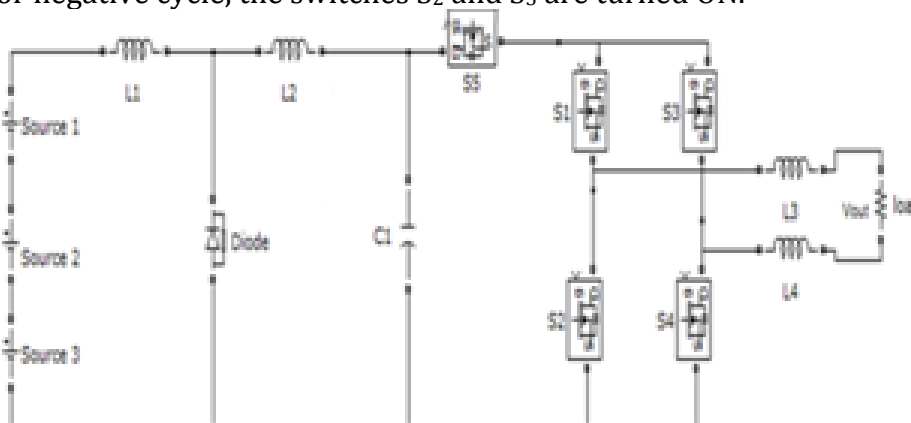 or negative cycle, the switches S₂ and S₃ are turned ON.
S5
L1
L2
S1
S3
Source 1
L3
Vout
Diode
C1
Source 2
L4
S2
S4
Source 3